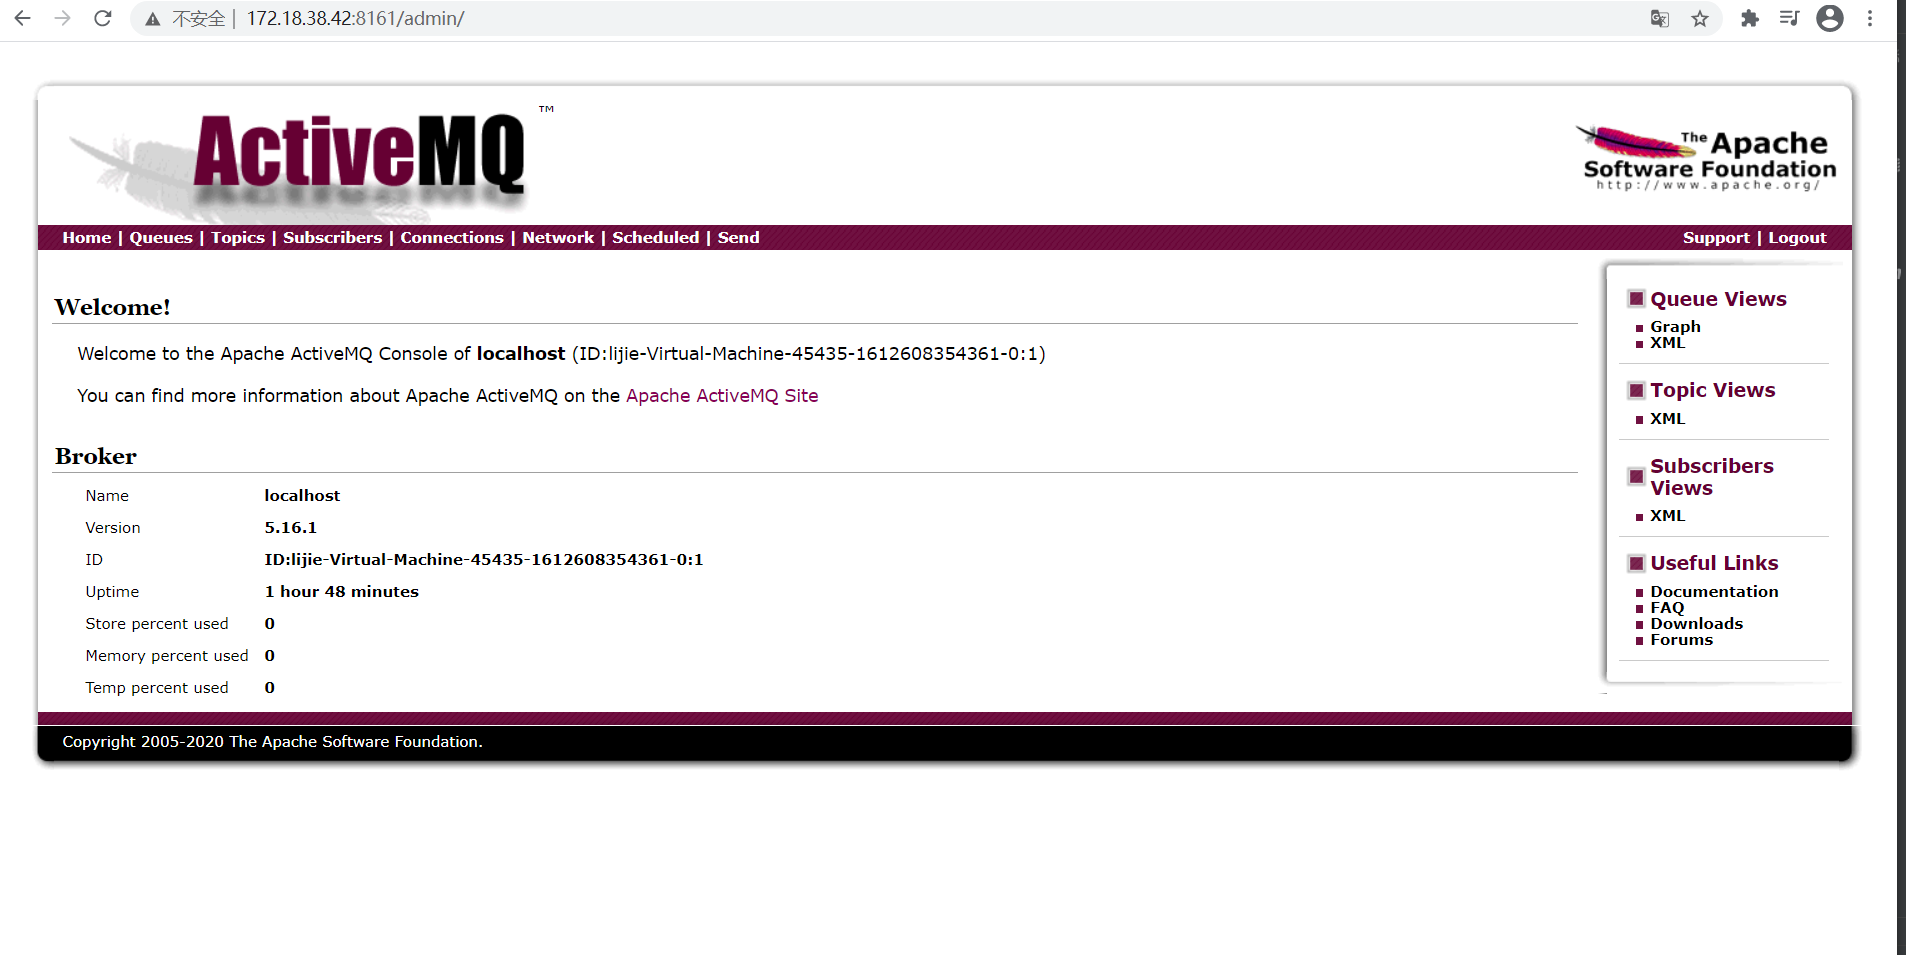 不安全 | 172.18.38.42:8161/admin/
ActiveMQ ™
The Apache
Software Foundation
http://www.apache.org/
Home | Queues | Topics | Subscribers | Connections | Network | Scheduled | Send
Support | Logout
Welcome!
Welcome to the Apache ActiveMQ Console of localhost (ID:lijie-Virtual-Machine-45435-1612608354361-0:1)
You can find more information about Apache ActiveMQ on the Apache ActiveMQ Site
Broker
Name localhost
Version 5.16.1
ID ID:lijie-Virtual-Machine-45435-1612608354361-0:1
Uptime 1 hour 48 minutes
Store percent used 0
Memory percent used 0
Temp percent used 0
Queue Views
Graph
XML
Topic Views
XML
Subscribers
Views
XML
Useful Links
Documentation
FAQ
Downloads
Forums
Copyright 2005-2020 The Apache Software Foundation.